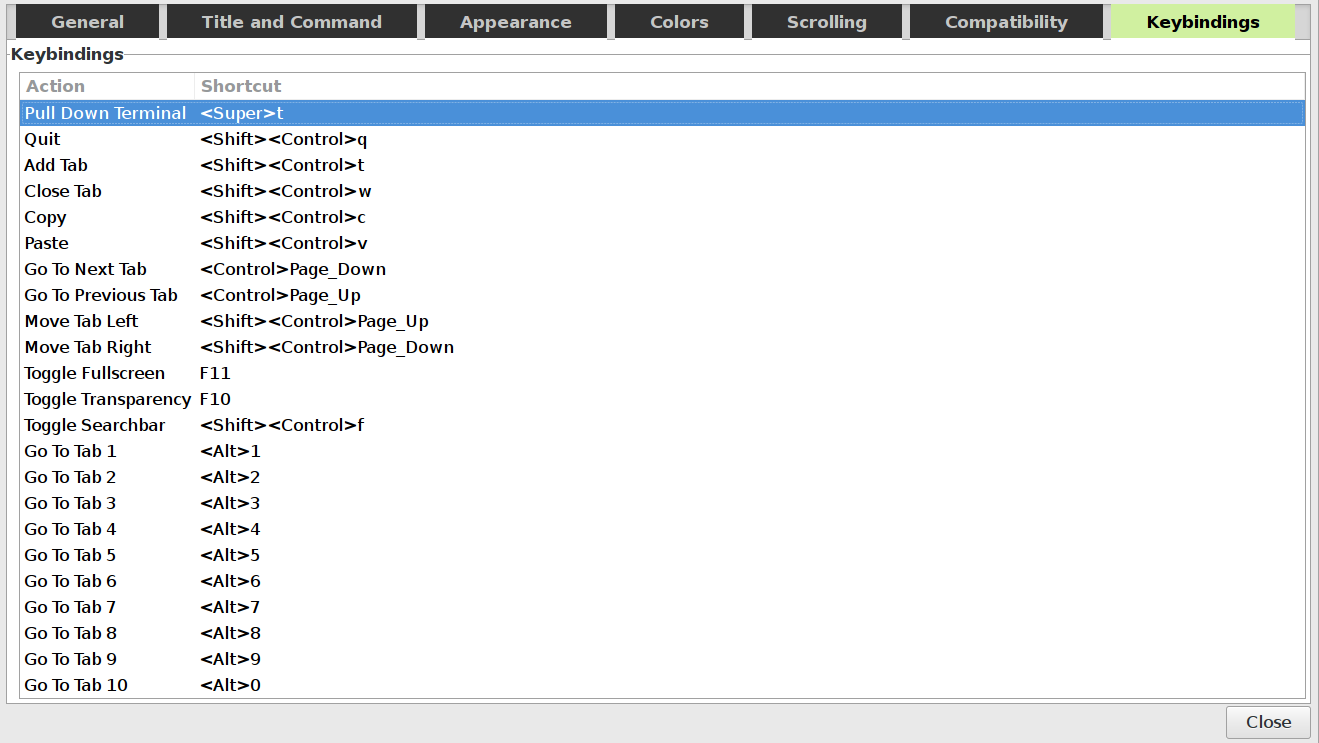 General Title and Command Appearance Colors Scrolling Compatibility Keybindings
Keybindings
Action Shortcut
Pull Down Terminal <Super>t
Quit <Shift><Control>q
Add Tab <Shift><Control>t
Close Tab <Shift><Control>w
Copy <Shift><Control>c
Paste <Shift><Control>v
Go To Next Tab <Control>Page_Down
Go To Previous Tab <Control>Page_Up
Move Tab Left <Shift><Control>Page_Up
Move Tab Right <Shift><Control>Page_Down
Toggle Fullscreen F11
Toggle Transparency F10
Toggle Searchbar <Shift><Control>f
Go To Tab 1 <Alt>1
Go To Tab 2 <Alt>2
Go To Tab 3 <Alt>3
Go To Tab 4 <Alt>4
Go To Tab 5 <Alt>5
Go To Tab 6 <Alt>6
Go To Tab 7 <Alt>7
Go To Tab 8 <Alt>8
Go To Tab 9 <Alt>9
Go To Tab 10 <Alt>0
Close